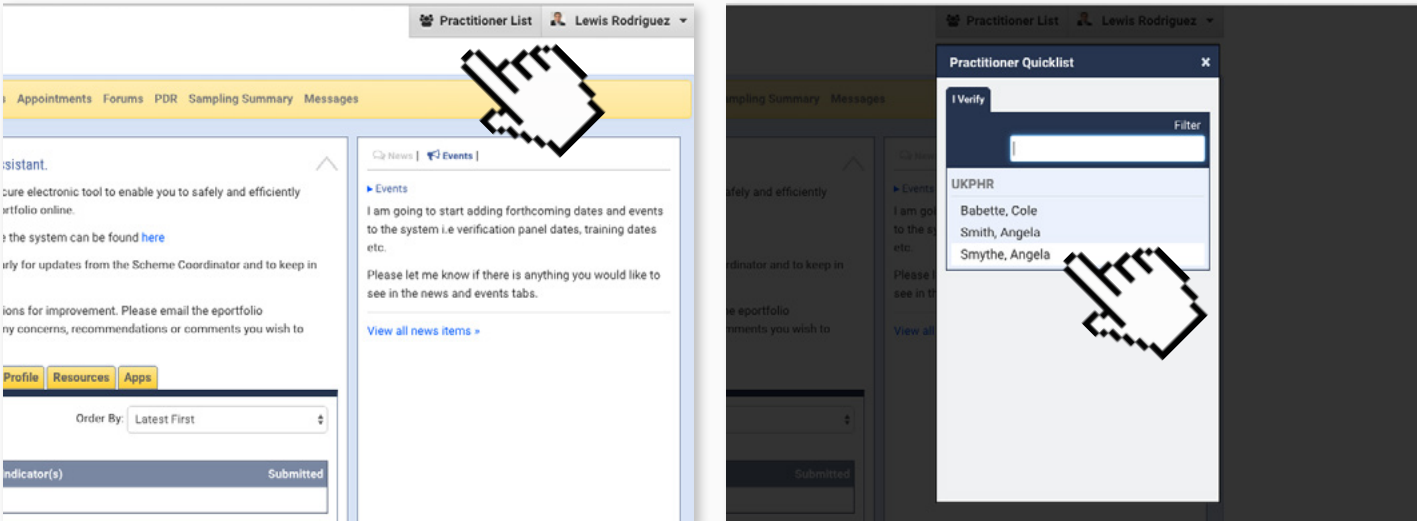 Practitioner List Lewis Rodriguez
Appointments Forums PDR Sampling Summary Messages
sistant.
cure electronic tool to enable you to safely and efficiently
ortfolio online.
the system can be found here
rly for updates from the Scheme Coordinator and to keep in
ions for improvement. Please email the eportfolio
ny concerns, recommendations or comments you wish to
Profile Resources Apps
Order By: Latest First
ndicator(s) Submitted
News | Events |
Events
I am going to start adding forthcoming dates and events
to the system i.e verification panel dates, training dates
etc.
Please let me know if there is anything you would like to
see in the news and events tabs.
View all news items »
Practitioner List Lewis Rodriguez
mpling Summary Messages
afely and efficiently
rdinator and to keep in
e eportfolio
mments you wish to
Submitted
Events
I am goi
to the sy
etc.
Please l
see in th
View all
Practitioner Quicklist x
I Verify
Filter
UKPHR
Babette, Cole
Smith, Angela
Smythe, Angela